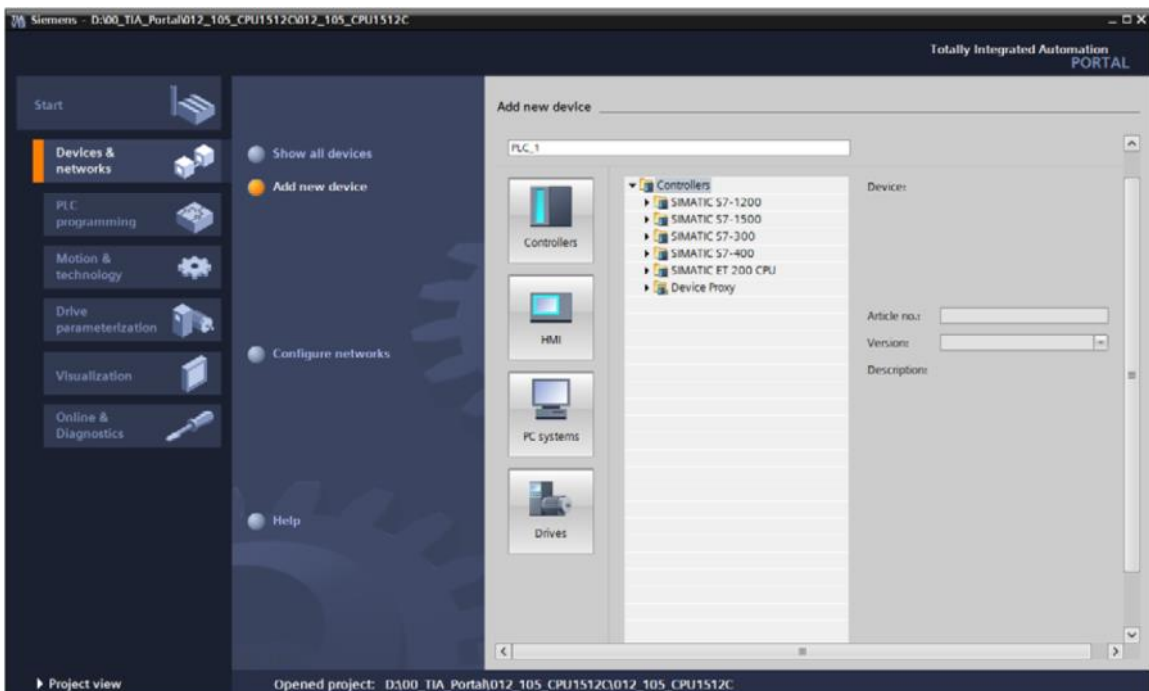 Siemens - D:\00_TIA_Portal\012_105_CPU1512C\012_105_CPU1512C
Totally Integrated Automation
PORTAL
Start
Devices &
networks
PLC
programming
Motion &
technology
Drive
parameterization
Visualization
Online &
Diagnostics
Show all devices
Add new device
Configure networks
Help
Add new device
PLC_1
Controllers
HMI
PC systems
Drives
Controllers
SIMATIC S7-1200
SIMATIC S7-1500
SIMATIC S7-300
SIMATIC S7-400
SIMATIC ET 200 CPU
Device Proxy
Device:
Article no.:
Version:
Description:
Project view
Opened project: D:\00_TIA_Portal\012_105_CPU1512C\012_105_CPU1512C